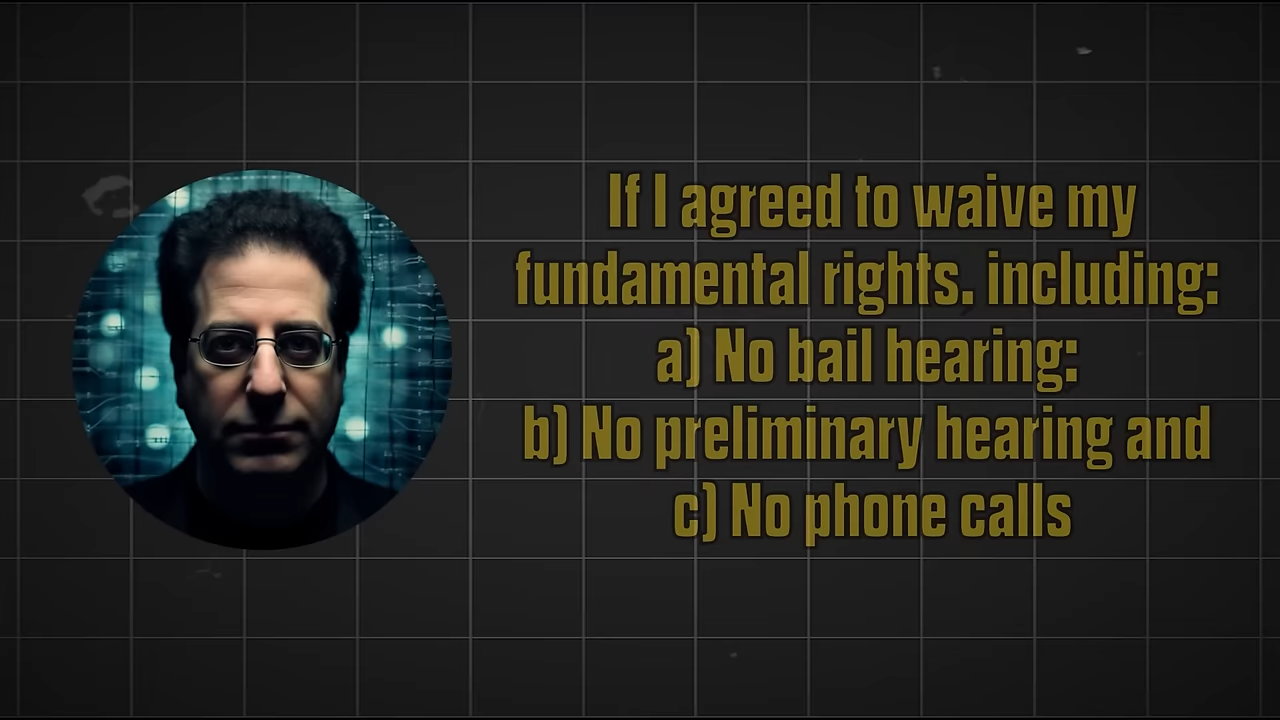 If I agreed to waive my
fundamental rights. including:
a) No bail hearing:
b) No preliminary hearing and
c) No phone calls